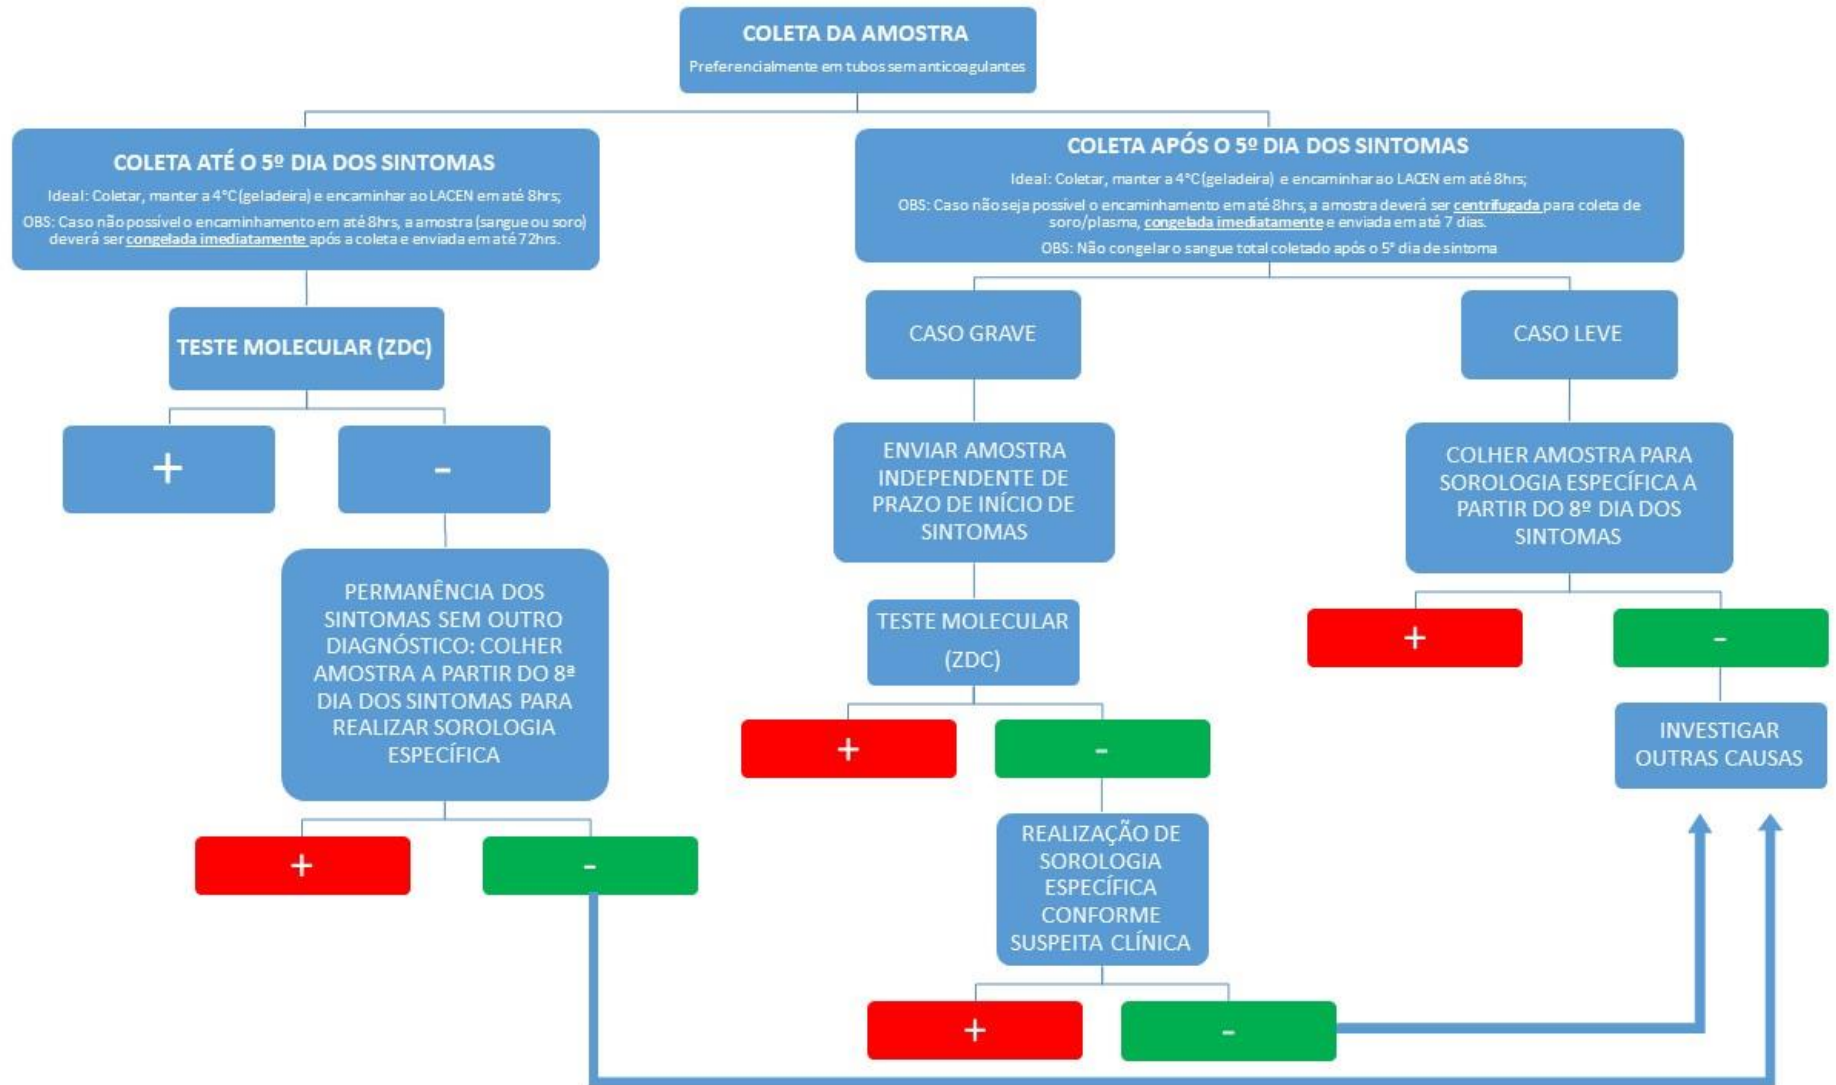 COLETA DA AMOSTRA
Preferencialmente em tubos sem anticoagulantes
COLETA ATÉ O 5º DIA DOS SINTOMAS
Ideal: Coletar, manter a 4°C (geladeira) e encaminhar ao LACEN em até 8hrs;
OBS: Caso não possível o encaminhamento em até 8hrs, a amostra (sangue ou soro)
deverá ser congelada imediatamente após a coleta e enviada em até 72hrs.
COLETA APÓS O 5º DIA DOS SINTOMAS
Ideal: Coletar, manter a 4°C (geladeira) e encaminhar ao LACEN em até 8hrs;
OBS: Caso não seja possível o encaminhamento em até 8hrs, a amostra deverá ser centrifugada para coleta de
soro/plasma, congelada imediatamente e enviada em até 7 dias.
OBS: Não congelar o sangue total coletado após o 5° dia de sintoma
TESTE MOLECULAR (ZDC)
+
-
PERMANÊNCIA DOS
SINTOMAS SEM OUTRO
DIAGNÓSTICO: COLHER
AMOSTRA A PARTIR DO 8ª
DIA DOS SINTOMAS PARA
REALIZAR SOROLOGIA
ESPECÍFICA
+
-
CASO GRAVE
ENVIAR AMOSTRA
INDEPENDENTE DE
PRAZO DE INÍCIO DE
SINTOMAS
TESTE MOLECULAR
(ZDC)
+
-
REALIZAÇÃO DE
SOROLOGIA
ESPECÍFICA
CONFORME
SUSPEITA CLÍNICA
+
-
CASO LEVE
COLHER AMOSTRA PARA
SOROLOGIA ESPECÍFICA A
PARTIR DO 8º DIA DOS
SINTOMAS
+
-
INVESTIGAR
OUTRAS CAUSAS